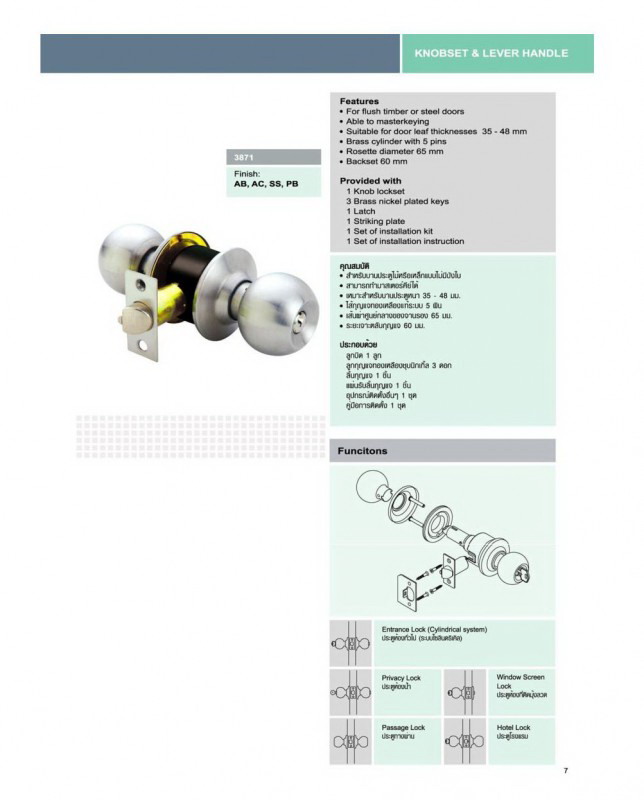 KNOBSET & LEVER HANDLE
3871
Finish:
AB, AC, SS, PB
Features
• For flush timber or steel doors
• Able to masterkeying
• Suitable for door leaf thicknesses 35 - 48 mm
• Brass cylinder with 5 pins
• Rosette diameter 65 mm
• Backset 60 mm
Provided with
1 Knob lockset
3 Brass nickel plated keys
1 Latch
1 Striking plate
1 Set of installation kit
1 Set of installation instruction
คุณสมบัติ
• สำหรับบานประตูไม้หรือเหล็กแบบไม่มีบังใบ
• สามารถทำมาสเตอร์คีย์ได้
• เหมาะสำหรับบานประตูหนา 35 - 48 มม.
• ไส้กุญแจทองเหลืองแท้ระบบ 5 พิน
• เส้นผ่าศูนย์กลางของจานรอง 65 มม.
• ระยะเจาะตลับกุญแจ 60 มม.
ประกอบด้วย
ลูกบิด 1 ลูก
ลูกกุญแจทองเหลืองชุบนิกเกิ้ล 3 ดอก
ลิ้นกุญแจ 1 ชิ้น
แผ่นรับลิ้นกุญแจ 1 ชิ้น
อุปกรณ์ติดตั้งอื่นๆ 1 ชุด
คู่มือการติดตั้ง 1 ชุด
Funcitons
Entrance Lock (Cylindrical system)
ประตูห้องทั่วไป (ระบบไซลินดริเคิล)
Privacy Lock
ประตูห้องน้ำ
Window Screen
Lock
ประตูห้องที่ติดมุ้งลวด
Passage Lock
ประตูทางผ่าน
Hotel Lock
ประตูโรงแรม
7